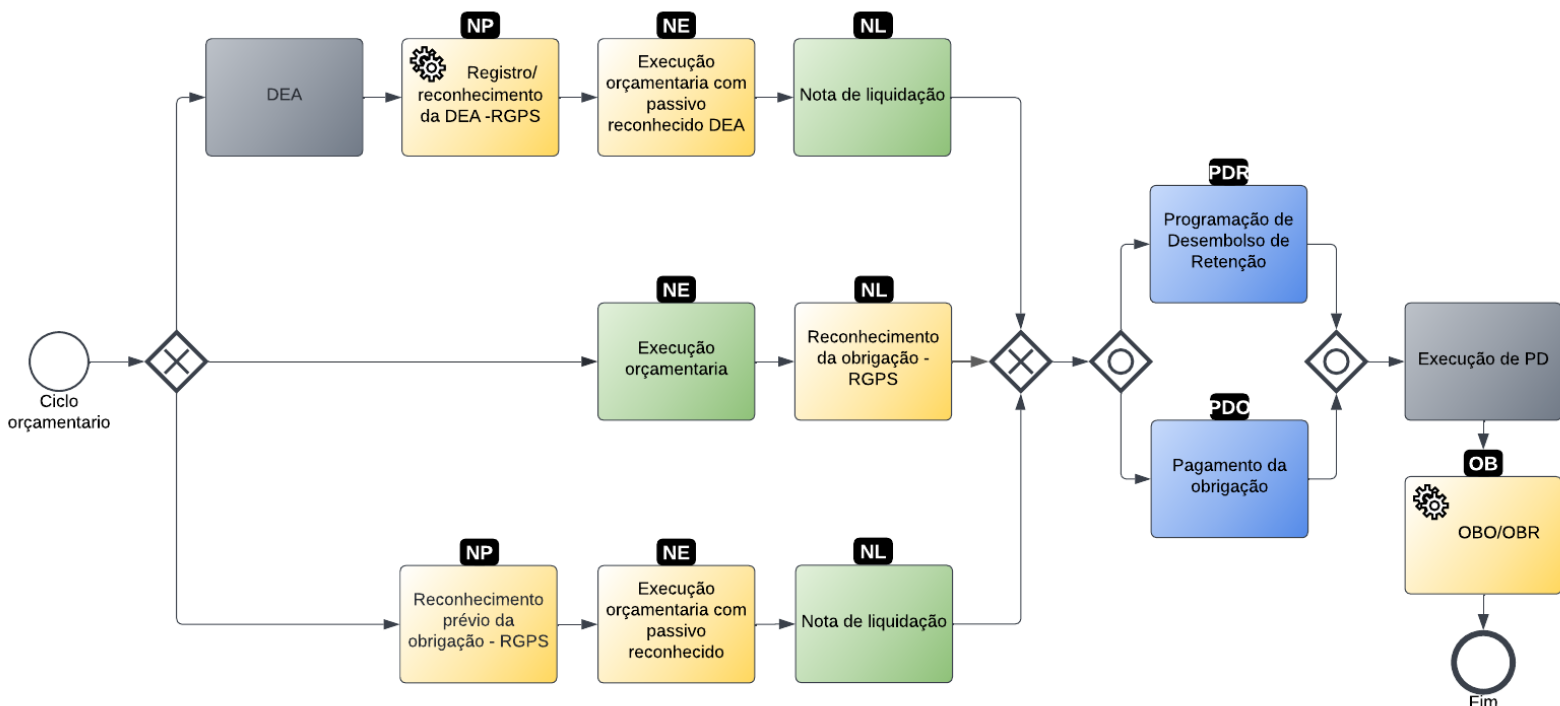 NP
NE
NL
DEA
Registro/
reconhecimento
da DEA -RGPS
Execução
orçamentaria com
passivo
reconhecido DEA
Nota de liquidação
PDR
Programação de
Desembolso de
Retenção
NE
NL
Ciclo
orçamentario
Execução
orçamentaria
Reconhecimento
da obrigação -
RGPS
Execução de PD
PDO
Pagamento da
obrigação
OB
OBO/OBR
NP
NE
NL
Reconhecimento
prévio da
obrigação - RGPS
Execução
orçamentaria com
passivo
reconhecido
Nota de liquidação
Fim